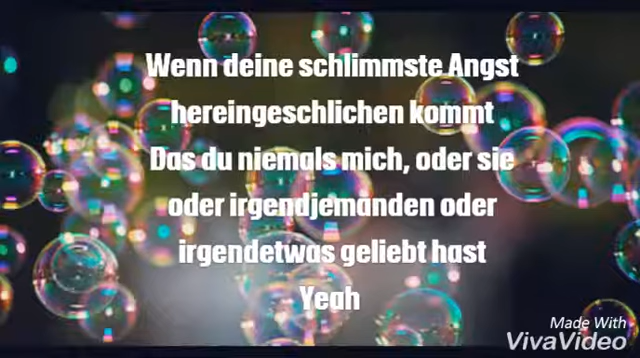 Wenn deine schlimmste Angst
hereingeschlichen kommt
Das du niemals mich, oder sie
oder irgendjemanden oder
irgendetwas geliebt hast
Yeah
Made With
VivaVideo